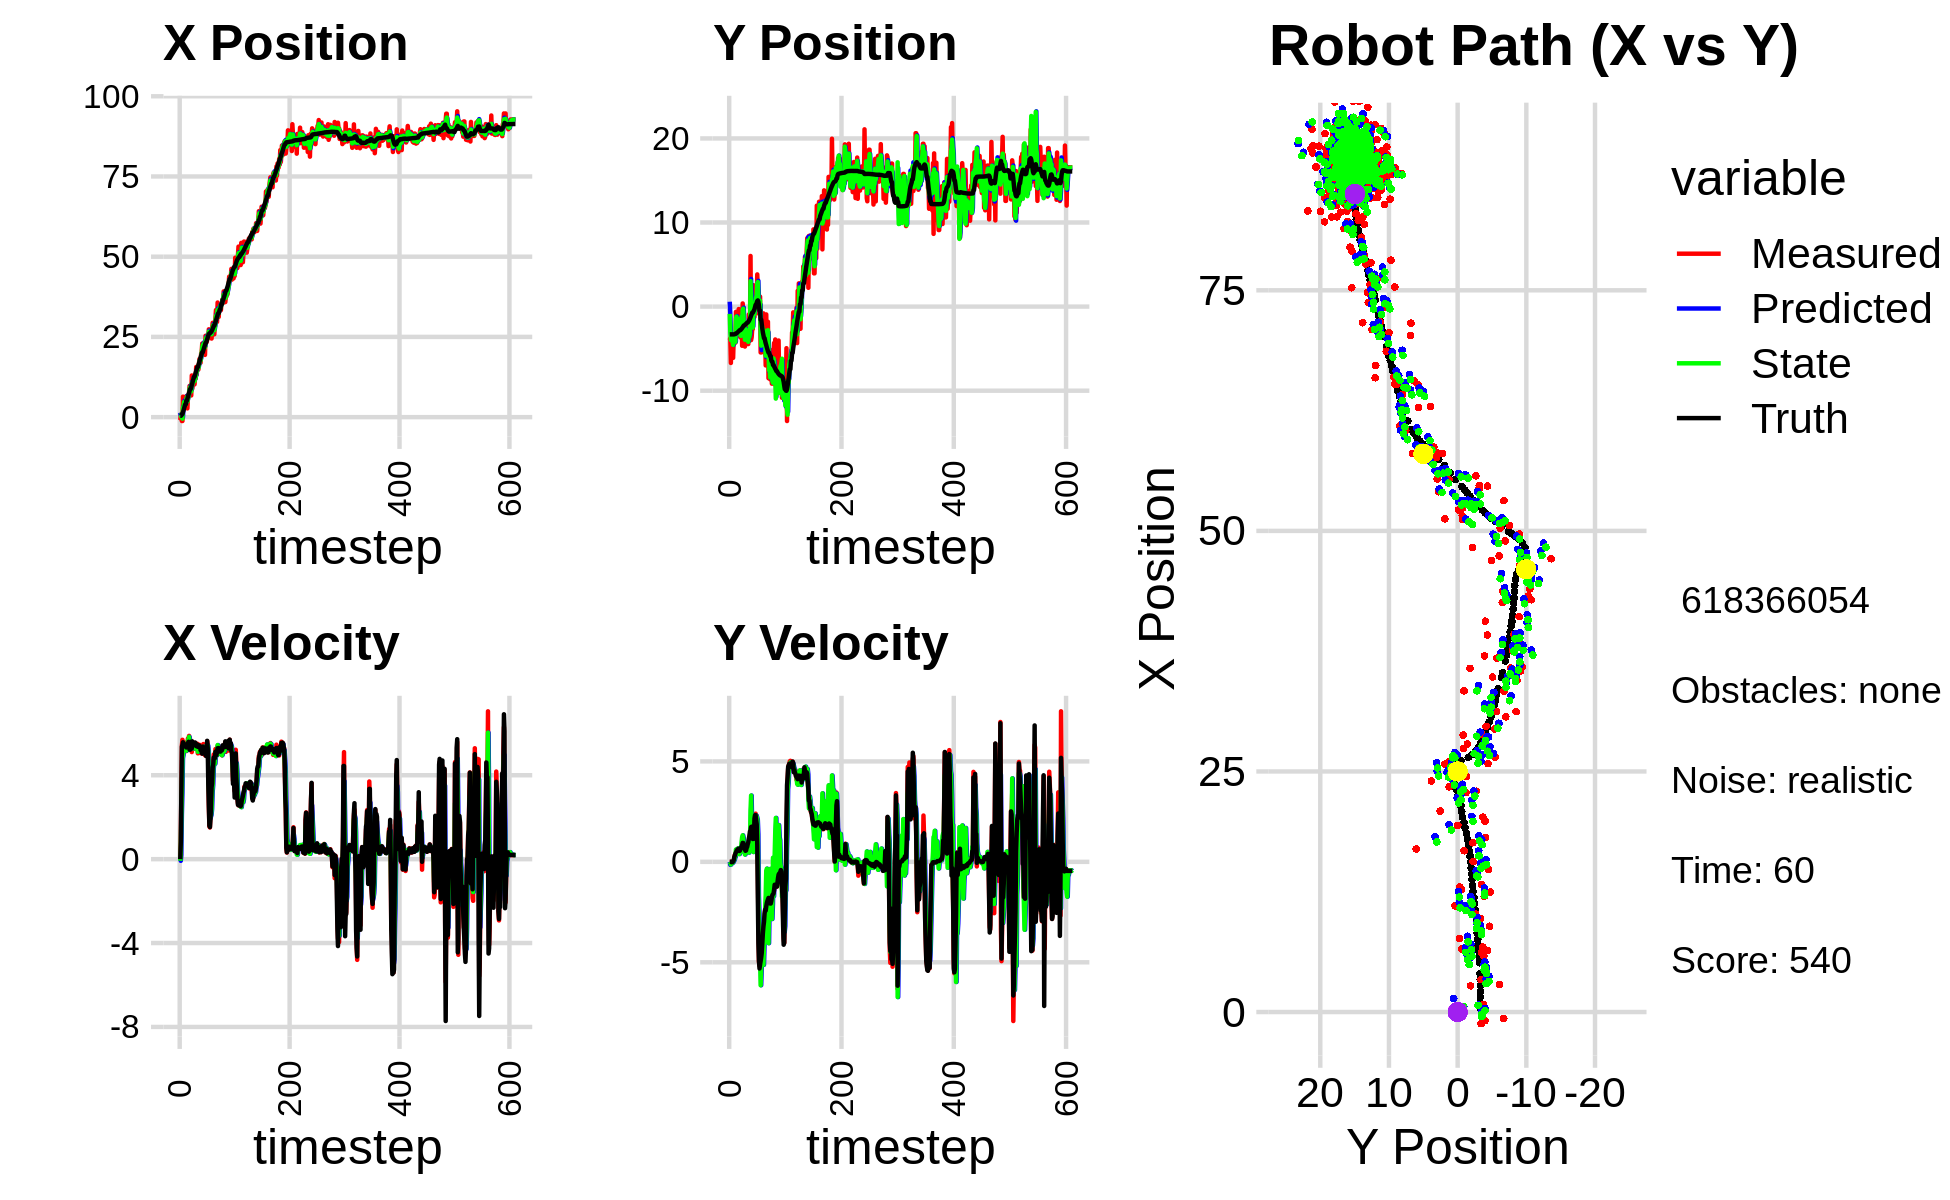 X Position
100
75
50
25
0
0
200
400
600
timestep
Y Position
20
10
0
-10
0
200
400
600
timestep
X Velocity
4
0
-4
-8
0
200
400
600
timestep
Y Velocity
5
0
-5
0
200
400
600
timestep
Robot Path (X vs Y)
X Position
75
50
25
0
20 10 0 -10 -20
Y Position
variable
Measured
Predicted
State
Truth
618366054
Obstacles: none
Noise: realistic
Time: 60
Score: 540